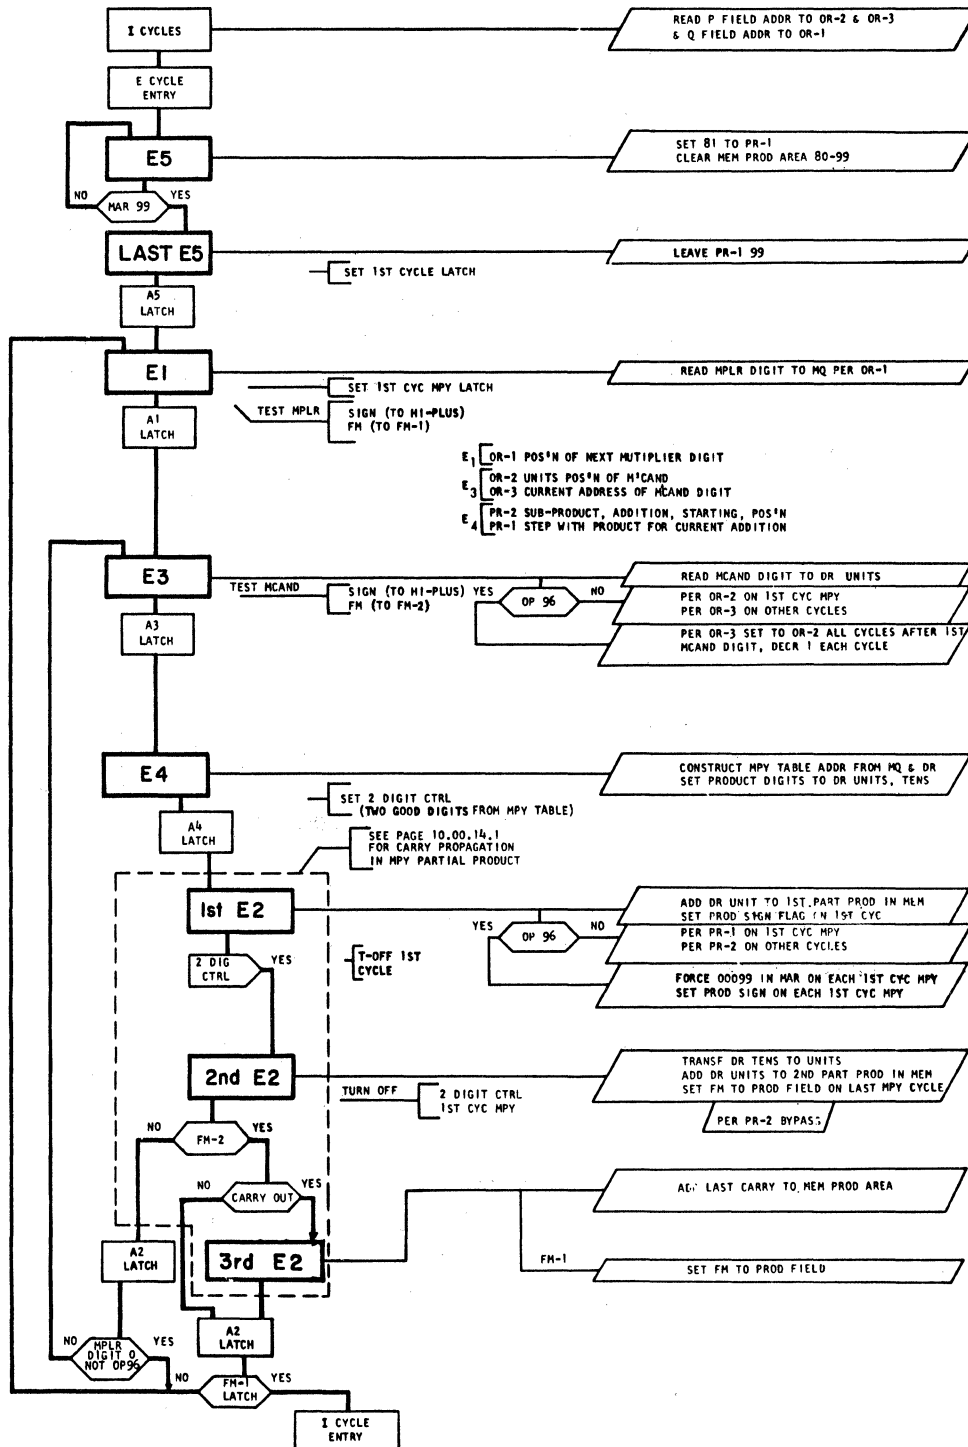 I CYCLES
READ P FIELD ADDR TO OR-2 & OR-3
& Q FIELD ADDR TO OR-1
E CYCLE
ENTRY
E5
SET 81 TO PR-1
CLEAR MEM PROD AREA 80-99
NO
MAR 99
YES
LAST E5
LEAVE PR-1 99
SET 1ST CYCLE LATCH
A5
LATCH
E1
READ MPLR DIGIT TO MQ PER OR-1
SET 1ST CYC MPY LATCH
TEST MPLR
SIGN (TO HI-PLUS)
FM (TO FM-1)
A1
LATCH
E1
OR-1 POS'N OF NEXT MUTIPLIER DIGIT
E3
OR-2 UNITS POS'N OF M'CAND
OR-3 CURRENT ADDRESS OF MCAND DIGIT
E4
PR-2 SUB-PRODUCT, ADDITION, STARTING, POS'N
PR-1 STEP WITH PRODUCT FOR CURRENT ADDITION
E3
TEST MCAND
SIGN (TO HI-PLUS)
FM (TO FM-2)
YES
OP 96
NO
READ MCAND DIGIT TO DR UNITS
PER OR-2 ON 1ST CYC MPY
PER OR-3 ON OTHER CYCLES
PER OR-3 SET TO OR-2 ALL CYCLES AFTER 1ST
MCAND DIGIT, DECR 1 EACH CYCLE
A3
LATCH
E4
CONSTRUCT MPY TABLE ADDR FROM MQ & DR
SET PRODUCT DIGITS TO DR UNITS, TENS
SET 2 DIGIT CTRL
(TWO GOOD DIGITS FROM MPY TABLE)
A4
LATCH
SEE PAGE 10.00.14.1
FOR CARRY PROPAGATION
IN MPY PARTIAL PRODUCT
1st E2
ADD DR UNIT TO 1ST PART PROD IN MEM
SET PROD SIGN FLAG ON 1ST CYC
YES
OP 96
NO
PER PR-1 ON 1ST CYC MPY
PER PR-2 ON OTHER CYCLES
2 DIG
CTRL
YES
T-OFF 1ST
CYCLE
FORCE 00099 IN MAR ON EACH 1ST CYC MPY
SET PROD SIGN ON EACH 1ST CYC MPY
2nd E2
TRANSF DR TENS TO UNITS
ADD DR UNITS TO 2ND PART PROD IN MEM
SET FM TO PROD FIELD ON LAST MPY CYCLE
TURN OFF
2 DIGIT CTRL
1ST CYC MPY
PER PR-2 BYPASS
NO
FM-2
YES
NO
CARRY OUT
YES
LAST CARRY TO MEM PROD AREA
A2
LATCH
3rd E2
FM-1
SET FM TO PROD FIELD
A2
LATCH
NO
MPLR
DIGIT 0
NOT OP96
YES
NO
FM-1
LATCH
YES
I CYCLE
ENTRY